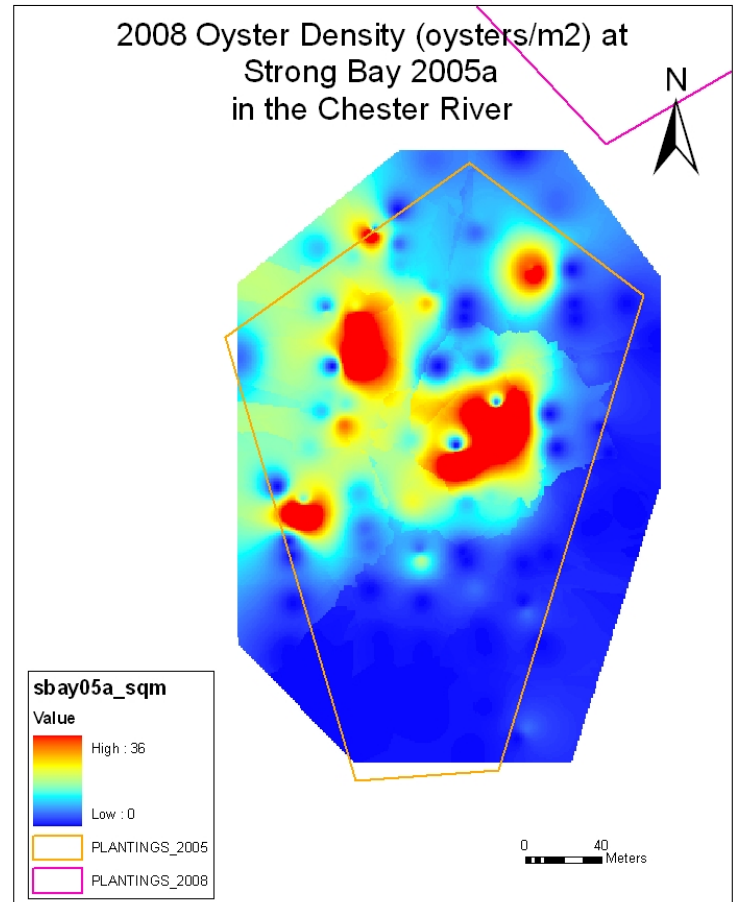 2008 Oyster Density (oysters/m2) at
Strong Bay 2005a
in the Chester River
N
sbay05a_sqm
Value
High : 36
Low : 0
PLANTINGS_2005
PLANTINGS_2008
0 40
Meters